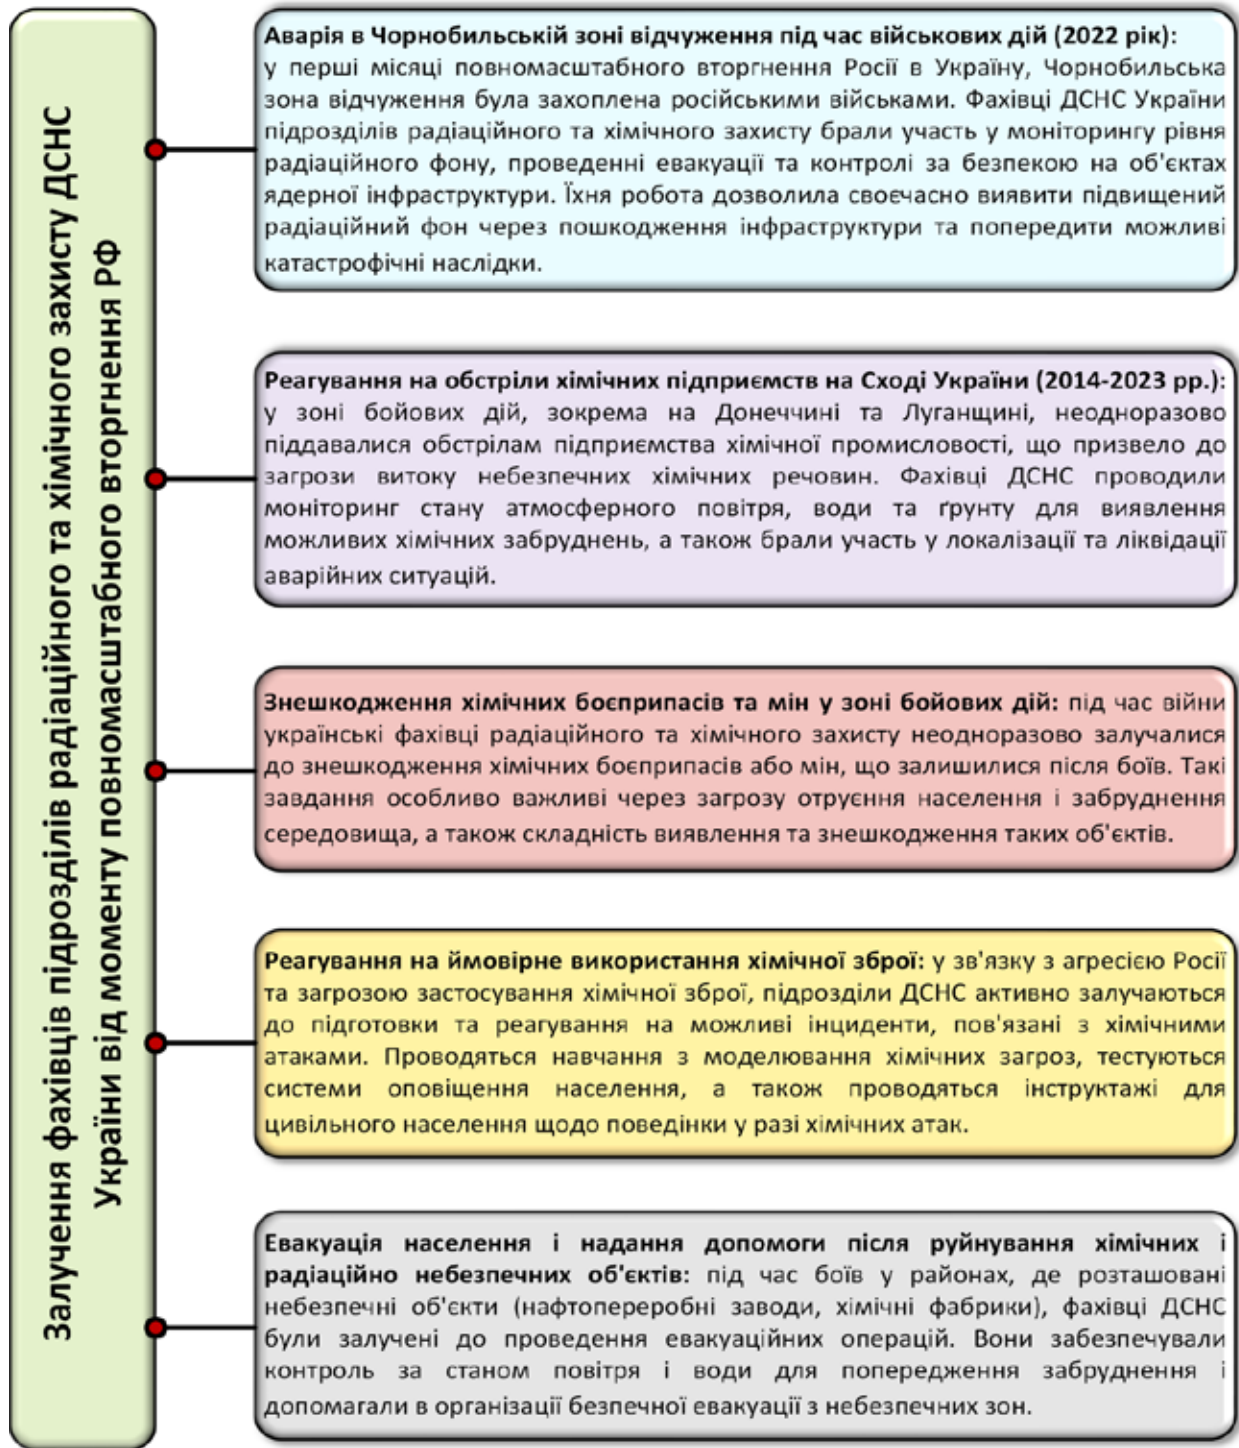 Залучення фахівців підрозділів радіаційного та хімічного захисту ДСНС
України від моменту повномасштабного вторгнення РФ
Аварія в Чорнобильській зоні відчуження під час військових дій (2022 рік):
у перші місяці повномасштабного вторгнення Росії в Україну, Чорнобильська
зона відчуження була захоплена російськими військами. Фахівці ДСНС України
підрозділів радіаційного та хімічного захисту брали участь у моніторингу рівня
радіаційного фону, проведенні евакуації та контролі за безпекою на об'єктах
ядерної інфраструктури. Їхня робота дозволила своєчасно виявити підвищений
радіаційний фон через пошкодження інфраструктури та попередити можливі
катастрофічні наслідки.
Реагування на обстріли хімічних підприємств на Сході України (2014-2023 рр.):
у зоні бойових дій, зокрема на Донеччині та Луганщині, неодноразово
піддавалися обстрілам підприємства хімічної промисловості, що призвело до
загрози витоку небезпечних хімічних речовин. Фахівці ДСНС проводили
моніторинг стану атмосферного повітря, води та ґрунту для виявлення
можливих хімічних забруднень, а також брали участь у локалізації та ліквідації
аварійних ситуацій.
Знешкодження хімічних боєприпасів та мін у зоні бойових дій: під час війни
українські фахівці радіаційного та хімічного захисту неодноразово залучалися
до знешкодження хімічних боєприпасів або мін, що залишилися після боїв. Такі
завдання особливо важливі через загрозу отруєння населення і забруднення
середовища, а також складність виявлення та знешкодження таких об'єктів.
Реагування на ймовірне використання хімічної зброї: у зв'язку з агресією Росії
та загрозою застосування хімічної зброї, підрозділи ДСНС активно залучаються
до підготовки та реагування на можливі інциденти, пов'язані з хімічними
атаками. Проводяться навчання з моделювання хімічних загроз, тестуються
системи оповіщення населення, а також проводяться інструктажі для
цивільного населення щодо поведінки у разі хімічних атак.
Евакуація населення і надання допомоги після руйнування хімічних і
радіаційно небезпечних об'єктів: під час боїв у районах, де розташовані
небезпечні об'єкти (нафтопереробні заводи, хімічні фабрики), фахівці ДСНС
були залучені до проведення евакуаційних операцій. Вони забезпечували
контроль за станом повітря і води для попередження забруднення і
допомагали в організації безпечної евакуації з небезпечних зон.